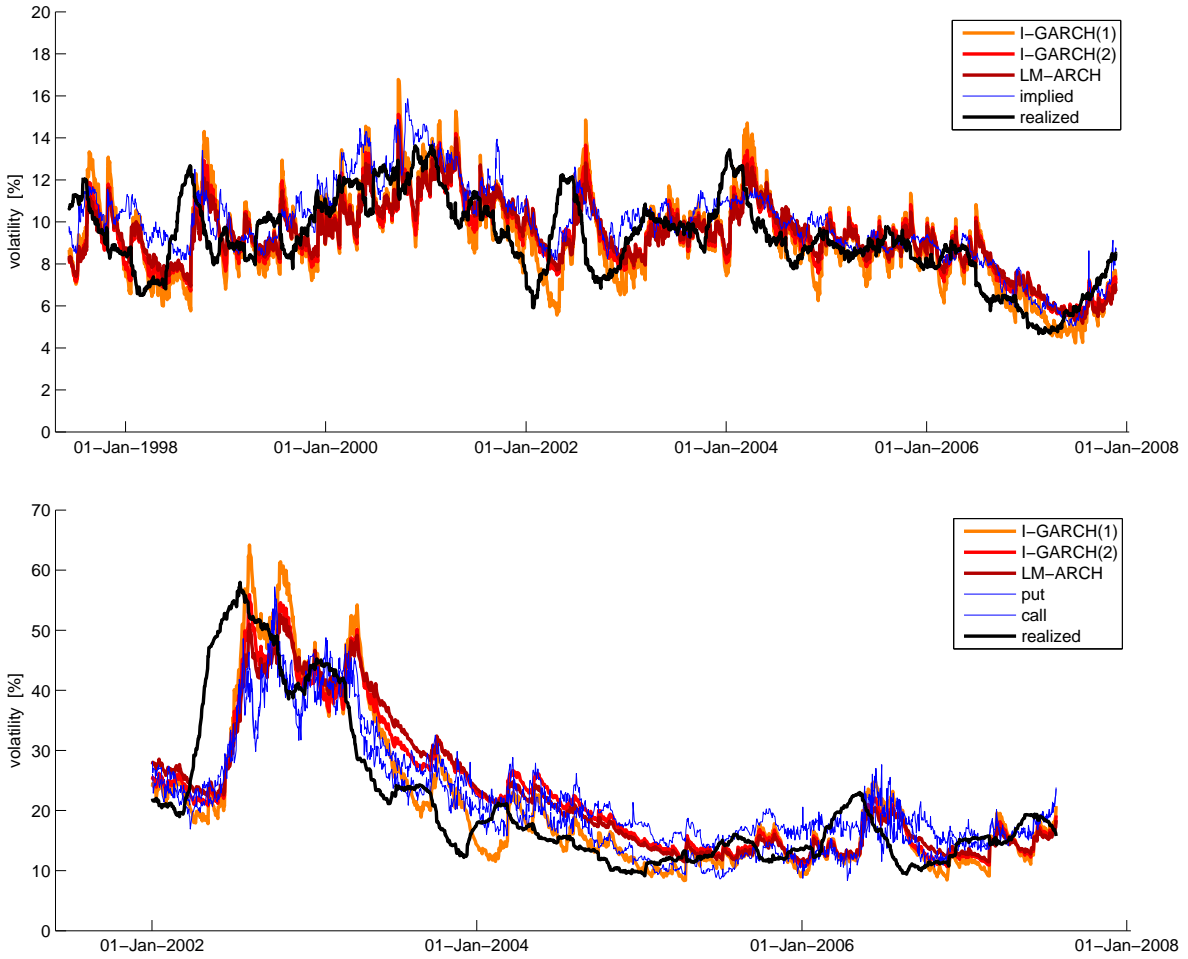 20
18
16
14
12
10
8
6
4
2
0
volatility [%]
01−Jan−1998
01−Jan−2000
01−Jan−2002
01−Jan−2004
01−Jan−2006
01−Jan−2008
I−GARCH(1)
I−GARCH(2)
LM−ARCH
implied
realized
70
60
50
40
30
20
10
0
volatility [%]
01−Jan−2002
01−Jan−2004
01−Jan−2006
01−Jan−2008
I−GARCH(1)
I−GARCH(2)
LM−ARCH
put
call
realized